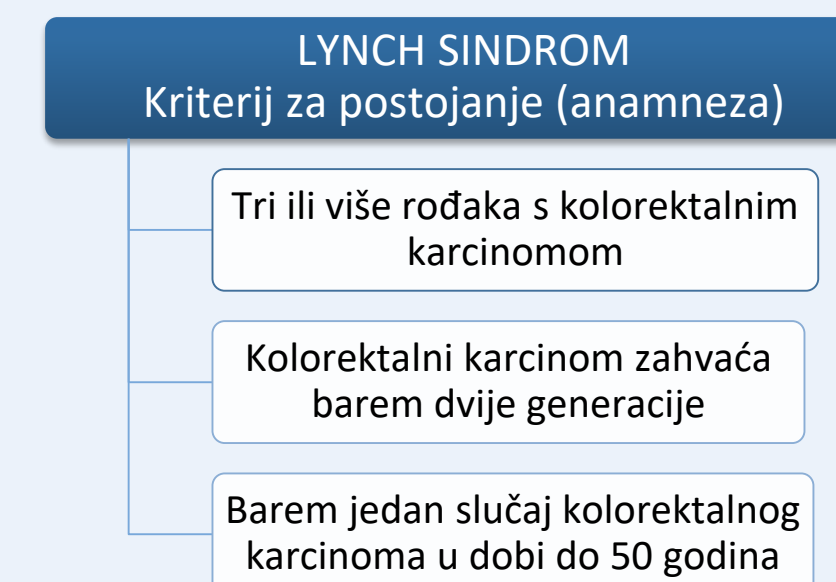 LYNCH SINDROM
Kriterij za postojanje (anamneza)
Tri ili više rođaka s kolorektalnim
karcinomom
Kolorektalni karcinom zahvaća
barem dvije generacije
Barem jedan slučaj kolorektalnog
karcinoma u dobi do 50 godina